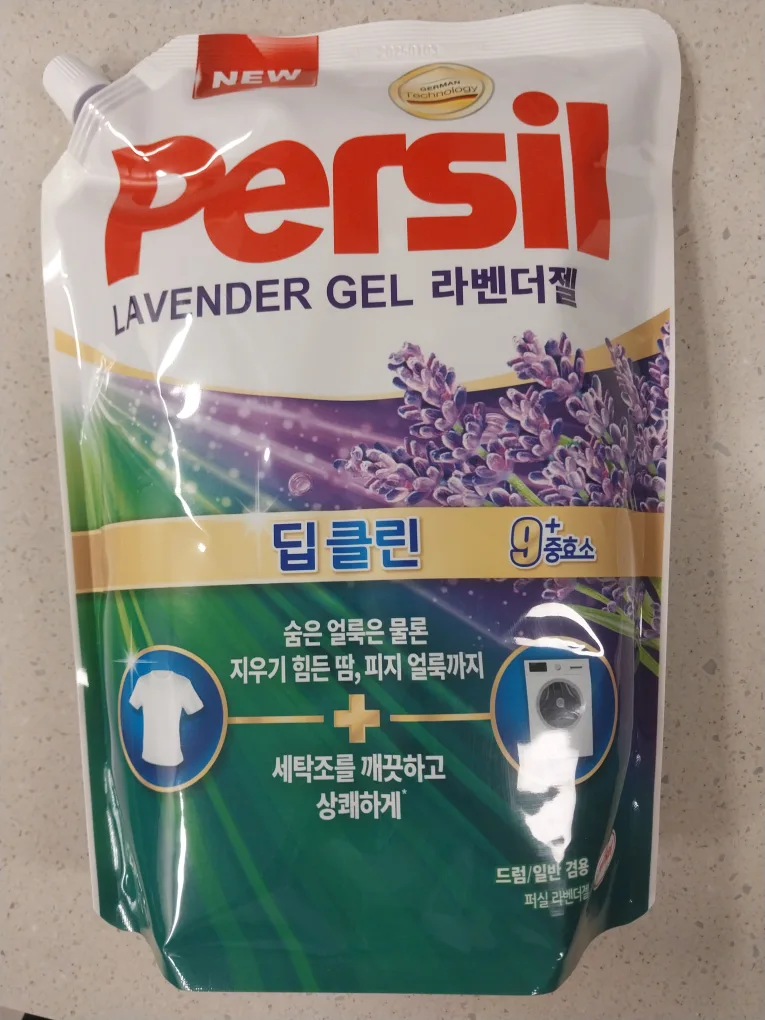 NEW
GERMAN
Technology
Persil
LAVENDER GEL 라벤더젤
딥 클린
9+중효소
숨은 얼룩은 물론
지우기 힘든 땀, 피지 얼룩까지
세탁조를 깨끗하고
상쾌하게*
드럼/일반 겸용
퍼실 라벤더젤